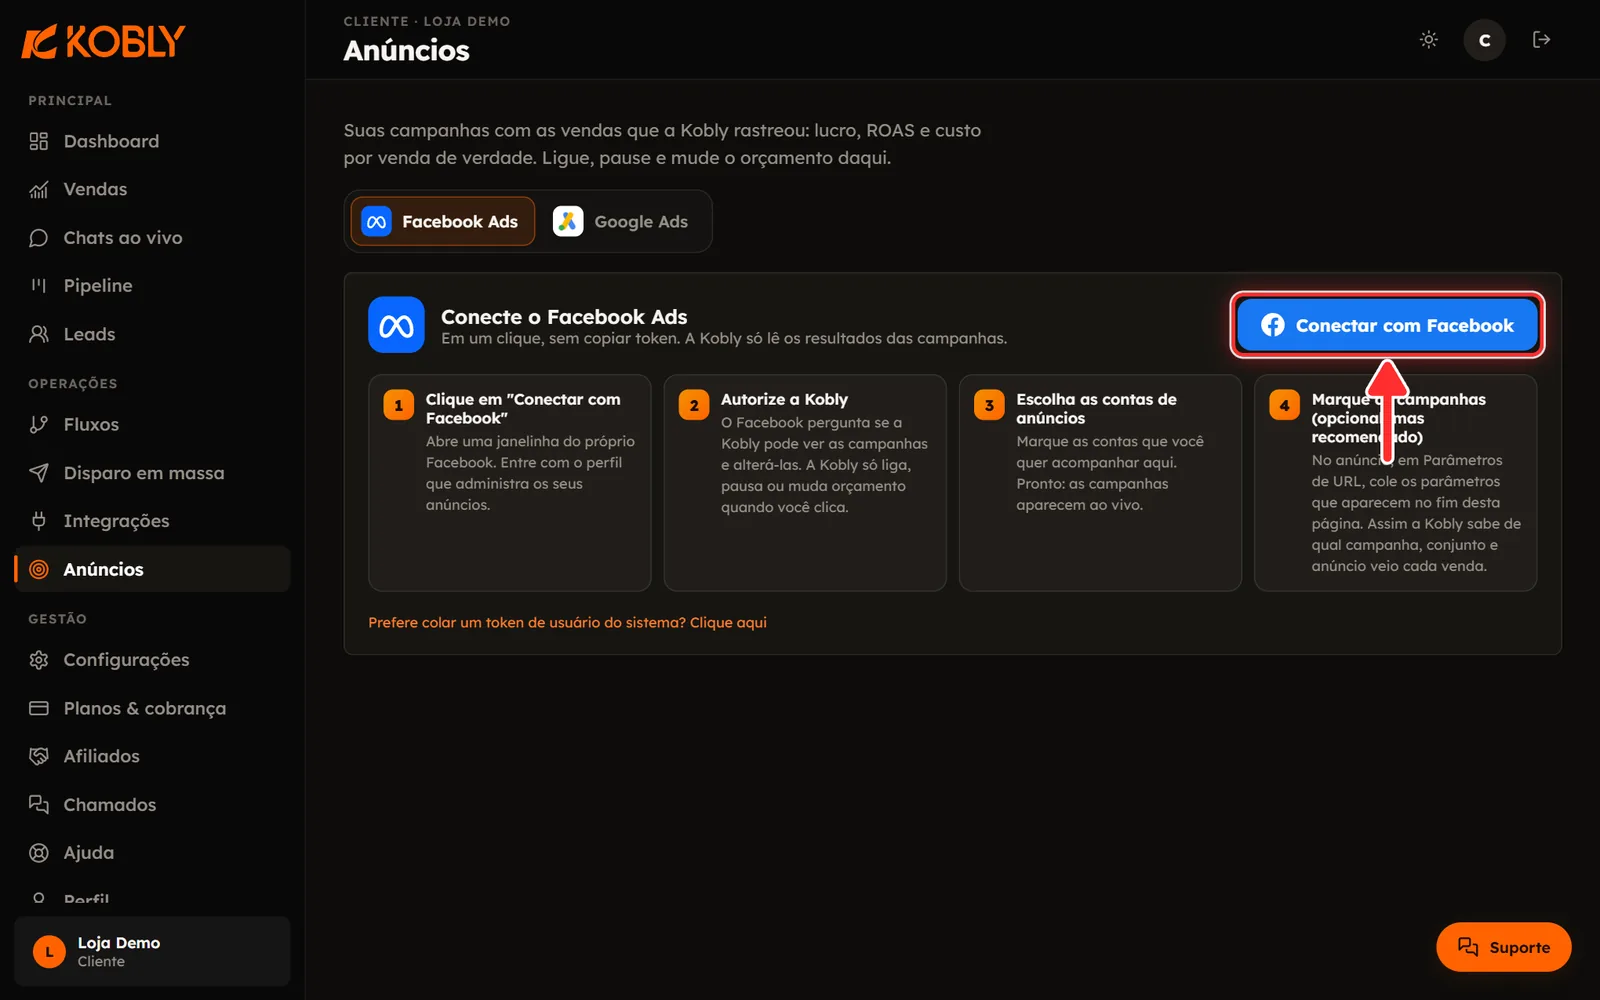 KOBLY
PRINCIPAL
Dashboard
Vendas
Chats ao vivo
Pipeline
Leads
OPERAÇÕES
Fluxos
Disparo em massa
Integrações
Anúncios
GESTÃO
Configurações
Planos & cobrança
Afiliados
Chamados
Ajuda
Perfil
L
Loja Demo
Cliente
CLIENTE · LOJA DEMO
Anúncios
C
Suas campanhas com as vendas que a Kobly rastreou: lucro, ROAS e custo
por venda de verdade. Ligue, pause e mude o orçamento daqui.
Facebook Ads
Google Ads
Conecte o Facebook Ads
Em um clique, sem copiar token. A Kobly só lê os resultados das campanhas.
Conectar com Facebook
1
Clique em "Conectar com
Facebook"
Abre uma janelinha do próprio
Facebook. Entre com o perfil
que administra os seus
anúncios.
2
Autorize a Kobly
O Facebook pergunta se a
Kobly pode ver as campanhas
e alterá-las. A Kobly só liga,
pausa ou muda orçamento
quando você clica.
3
Escolha as contas de
anúncios
Marque as contas que você
quer acompanhar aqui.
Pronto: as campanhas
aparecem ao vivo.
4
Marque campanhas
(opcional mas
recomendado)
No anúncio, em Parâmetros
de URL, cole os parâmetros
que aparecem no fim desta
página. Assim a Kobly sabe de
qual campanha, conjunto e
anúncio veio cada venda.
Prefere colar um token de usuário do sistema? Clique aqui
Suporte